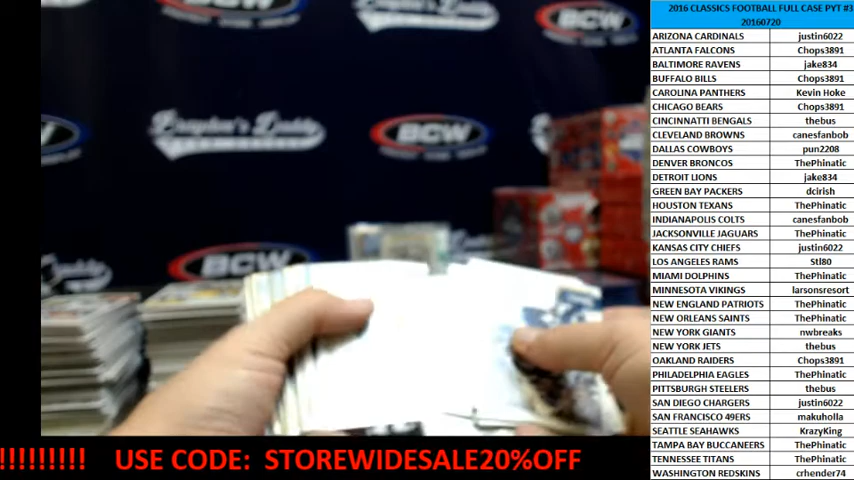 2016 CLASSICS FOOTBALL FULL CASE PYT #3
20160720
ARIZONA CARDINALS justin6022
ATLANTA FALCONS Chops3891
BALTIMORE RAVENS jake834
BUFFALO BILLS Chops3891
CAROLINA PANTHERS Kevin Hoke
CHICAGO BEARS Chops3891
CINCINNATI BENGALS thebus
CLEVELAND BROWNS canesfanbob
DALLAS COWBOYS pun2208
DENVER BRONCOS ThePhinatic
DETROIT LIONS jake834
GREEN BAY PACKERS dcirish
HOUSTON TEXANS ThePhinatic
INDIANAPOLIS COLTS canesfanbob
JACKSONVILLE JAGUARS ThePhinatic
KANSAS CITY CHIEFS justin6022
LOS ANGELES RAMS Stl80
MIAMI DOLPHINS ThePhinatic
MINNESOTA VIKINGS larsonsresort
NEW ENGLAND PATRIOTS ThePhinatic
NEW ORLEANS SAINTS ThePhinatic
NEW YORK GIANTS nwbreaks
NEW YORK JETS thebus
OAKLAND RAIDERS Chops3891
PHILADELPHIA EAGLES ThePhinatic
PITTSBURGH STEELERS thebus
SAN DIEGO CHARGERS justin6022
SAN FRANCISCO 49ERS makuholla
SEATTLE SEAHAWKS KrazyKing
TAMPA BAY BUCCANEERS ThePhinatic
TENNESSEE TITANS ThePhinatic
WASHINGTON REDSKINS crhender74
Brayden's Daddy
BCW
BCW
!!!!!!!!! USE CODE: STOREWIDESALE20%OFF